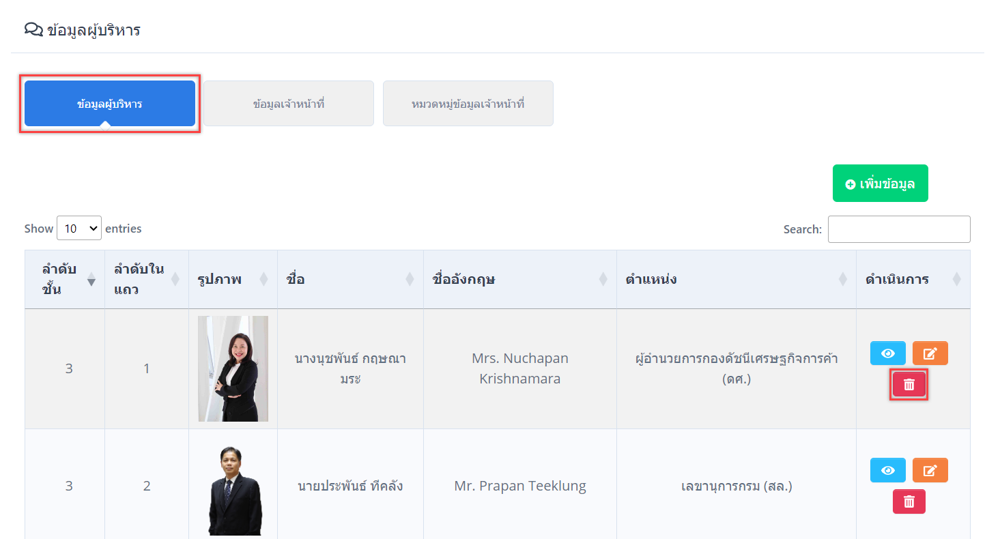 ข้อมูลผู้บริหาร
ข้อมูลผู้บริหาร
ข้อมูลเจ้าหน้าที่
หมวดหมู่ข้อมูลเจ้าหน้าที่
เพิ่มข้อมูล
Show 10 entries
Search:
ลำดับ
ชั้น
ลำดับใน
แถว
รูปภาพ
ชื่อ
ชื่ออังกฤษ
ตำแหน่ง
ดำเนินการ
3
1
นางนุชพันธ์ กฤษณา
มระ
Mrs. Nuchapan
Krishnamara
ผู้อำนวยการกองดัชนีเศรษฐกิจการค้า
(ดศ.)
3
2
นายประพันธ์ ทีคลัง
Mr. Prapan Teeklung
เลขานุการกรม (สล.)